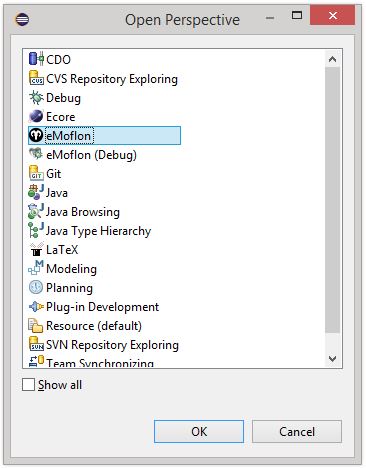 Open Perspective
CDO
CVS Repository Exploring
Debug
Ecore
eMoflon
eMoflon (Debug)
Git
Java
Java Browsing
Java Type Hierarchy
LaTeX
Modeling
Planning
Plug-in Development
Resource (default)
SVN Repository Exploring
Team Synchronizing
Show all
OK Cancel